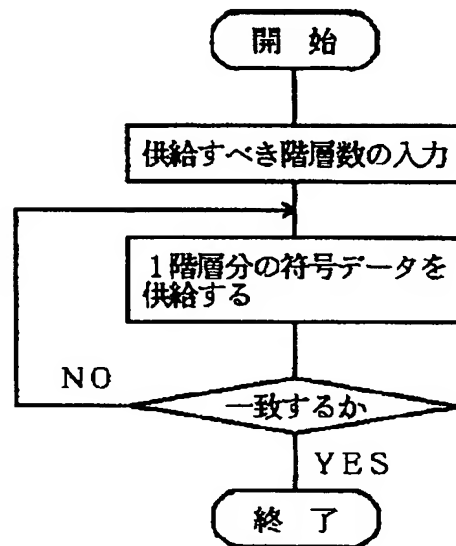 開 始
供給すべき階層数の入力
1階層分の符号データを
供給する
NO
一致するか
YES
終 了